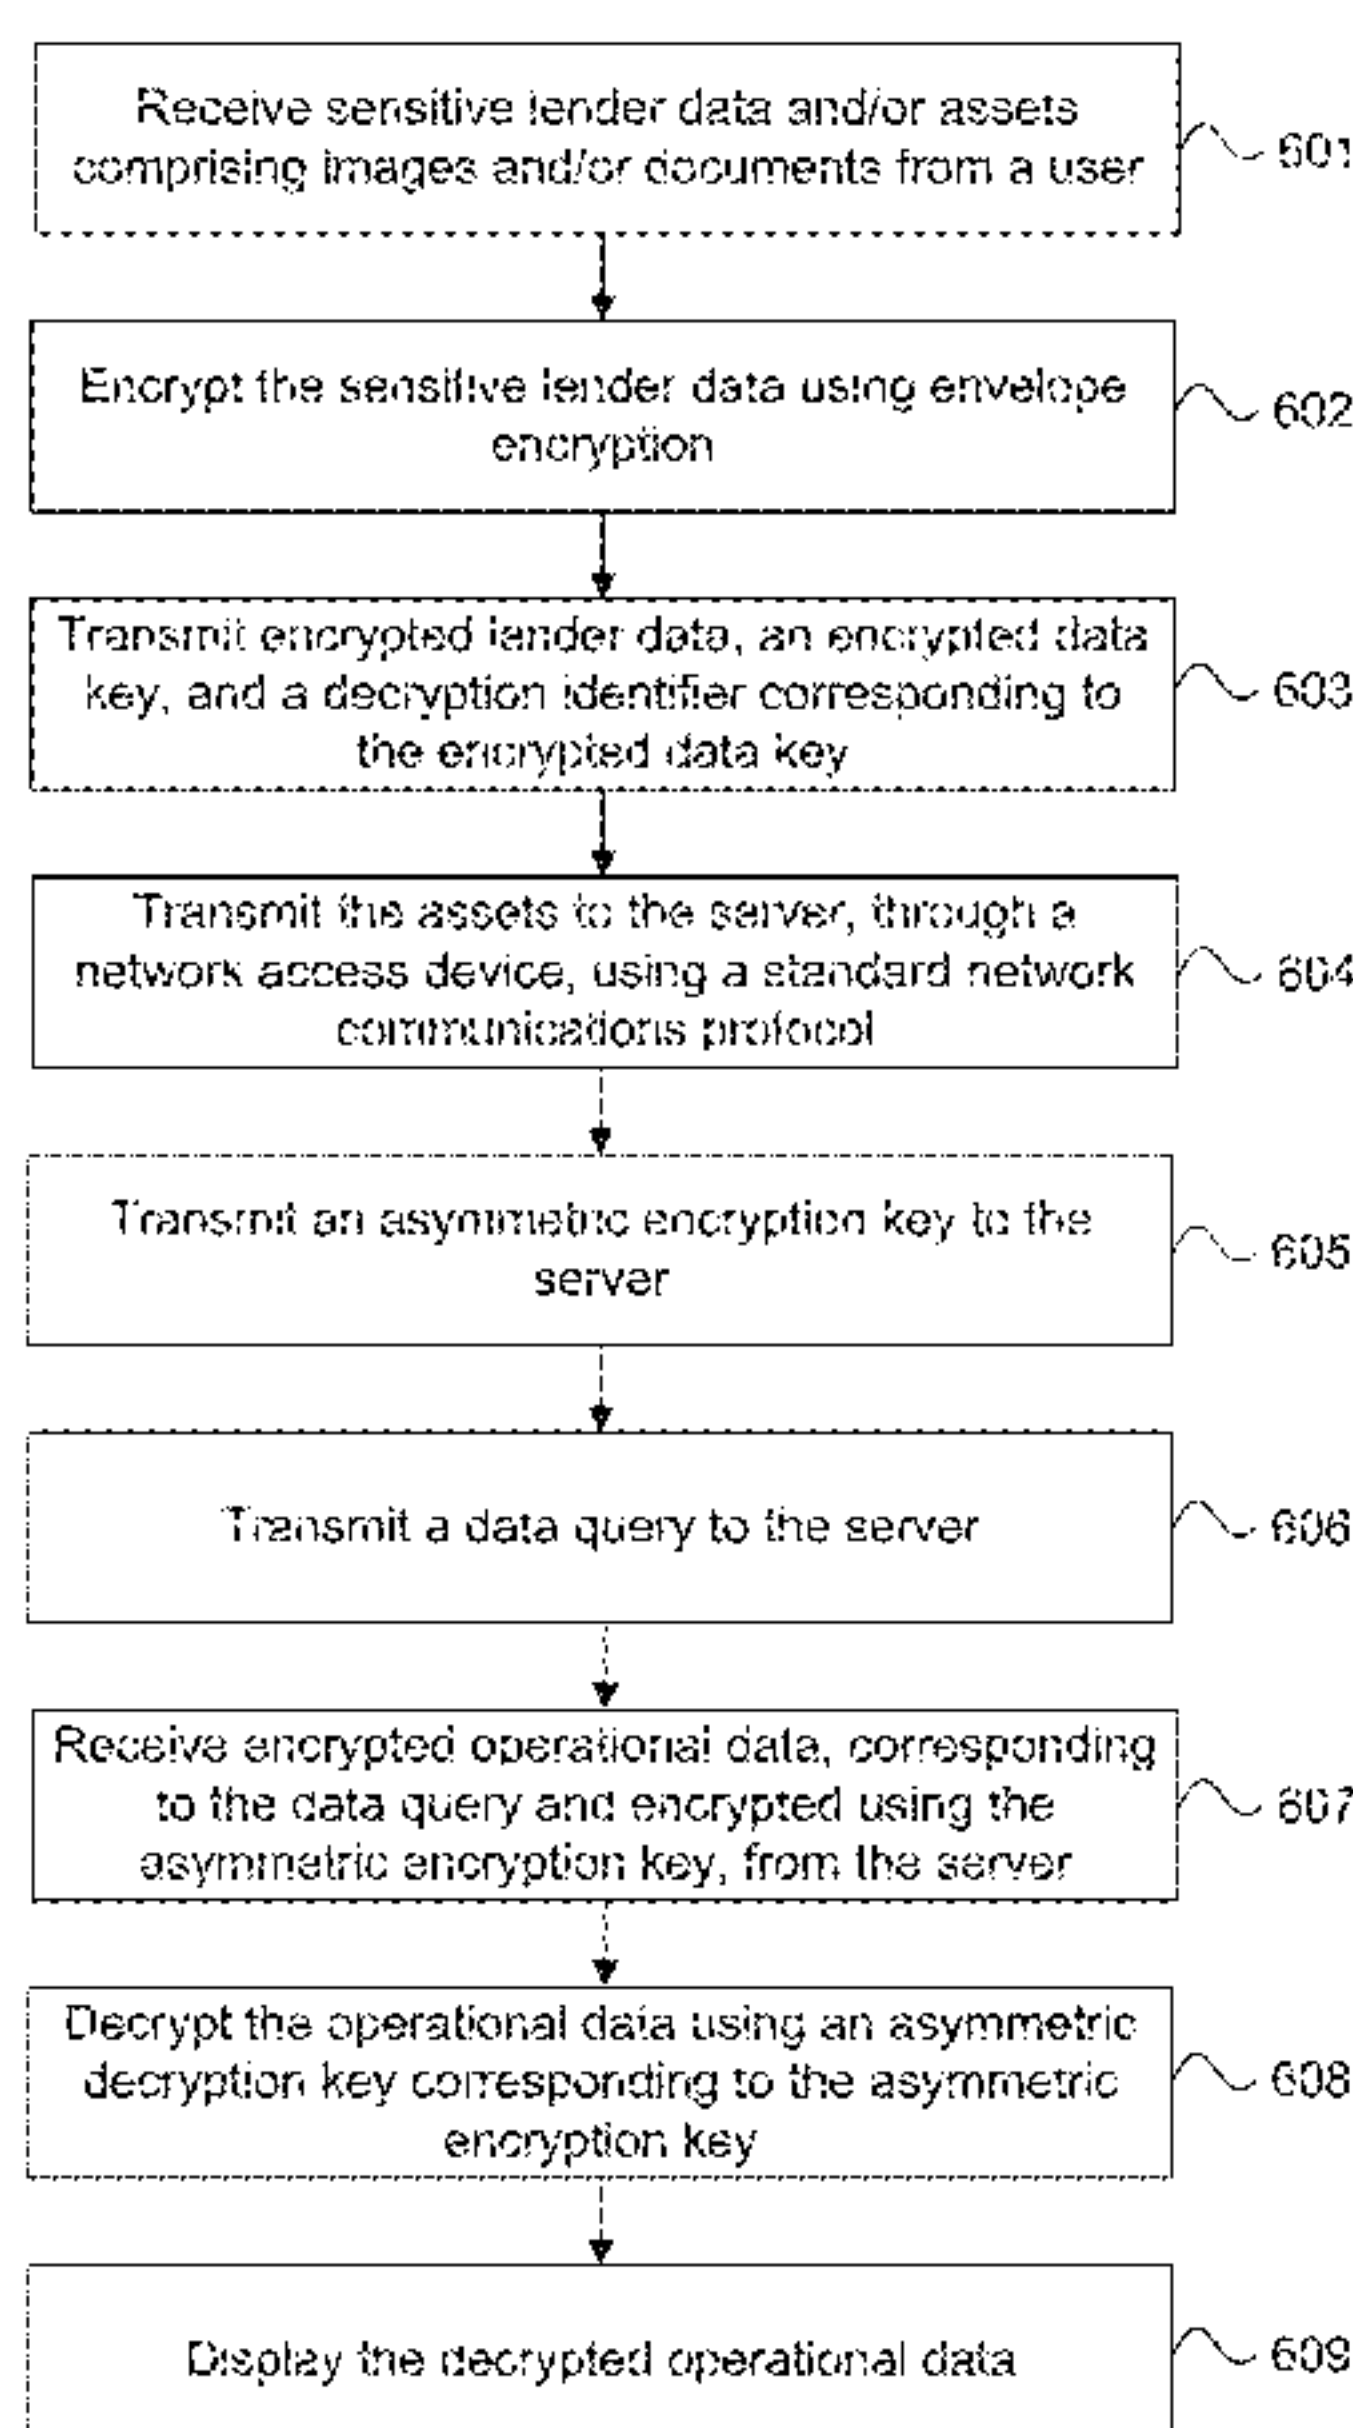 Receive sensitive lender data and/or assets
comprising images and/or documents from a user
601
Encrypt the sensitive lender data using envelope
encryption
602
Transmit encrypted lender data, an encrypted data
key, and a decryption identifier corresponding to
the encrypted data key
603
Transmit the assets to the server, through a
network access device, using a standard network
communications protocol
604
Transmit an asymmetric encryption key to the
server
605
Transmit a data query to the server
606
Receive encrypted operational data, corresponding
to the data query and encrypted using the
asymmetric encryption key, from the server
607
Decrypt the operational data using an asymmetric
decryption key corresponding to the asymmetric
encryption key
608
Display the decrypted operational data
609